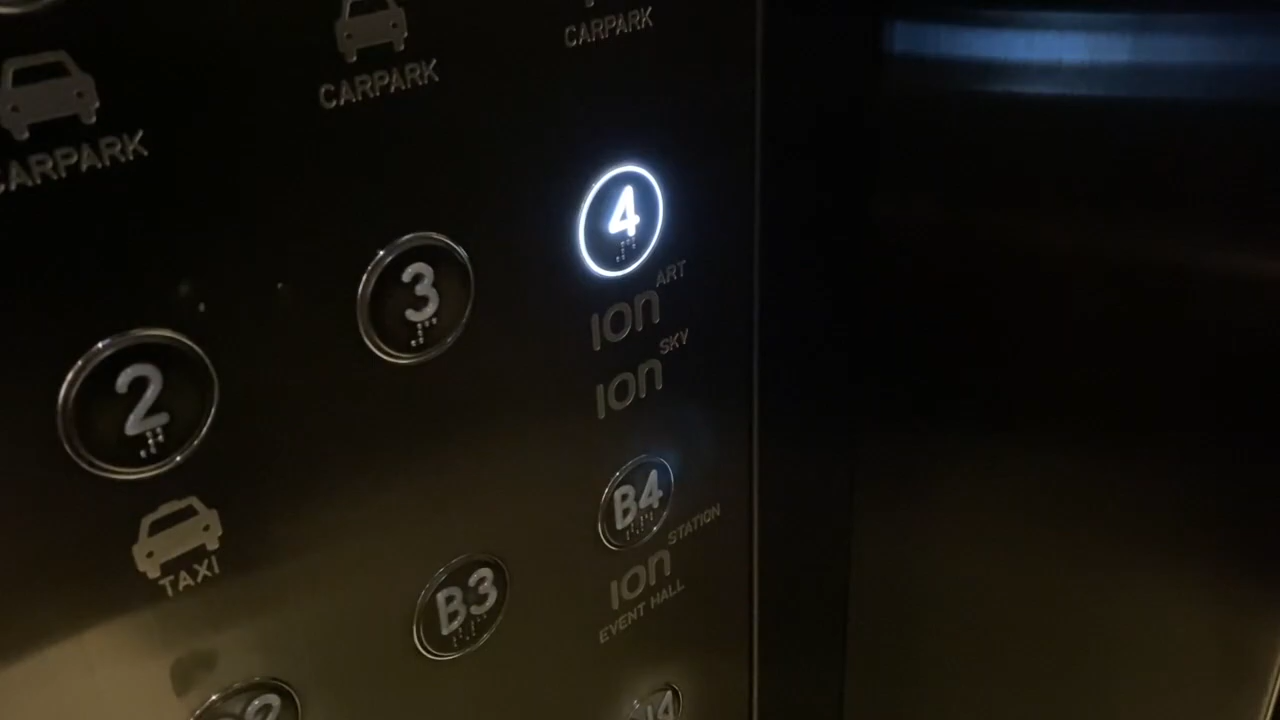 CARPARK
CARPARK
CARPARK
4
ion ART
ion SKY
3
2
TAXI
B4
ion STATION
EVENT HALL
B3